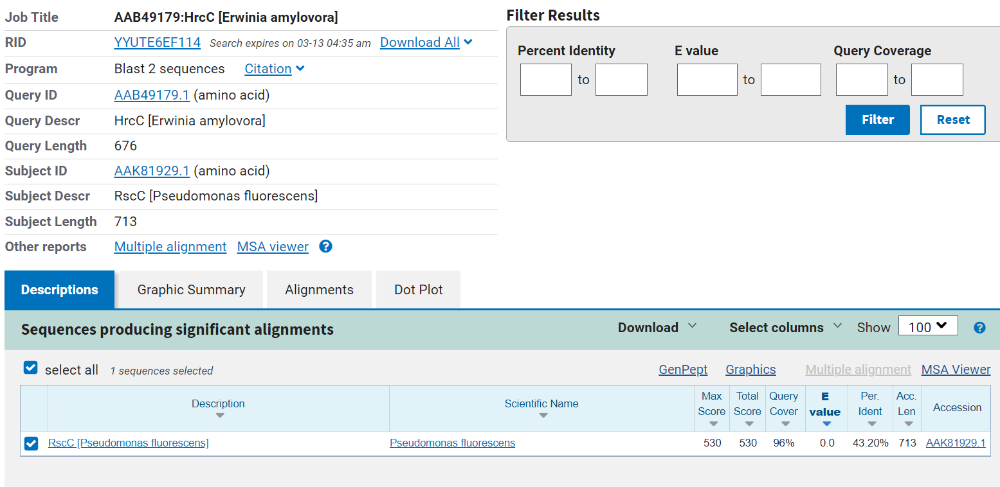 Job Title AAB49179:HrcC [Erwinia amylovora]
RID YYUTE6EF114 Search expires on 03-13 04:35 am Download All
Program Blast 2 sequences Citation
Query ID AAB49179.1 (amino acid)
Query Descr HrcC [Erwinia amylovora]
Query Length 676
Subject ID AAK81929.1 (amino acid)
Subject Descr RscC [Pseudomonas fluorescens]
Subject Length 713
Other reports Multiple alignment MSA viewer ?
Filter Results
Percent Identity E value Query Coverage
to to to
Filter Reset
Descriptions Graphic Summary Alignments Dot Plot
Sequences producing significant alignments Download Select columns Show 100 ?
select all 1 sequences selected GenPept Graphics Multiple alignment MSA Viewer
Description Scientific Name Max Score Total Score Query Cover E value Per. Ident Acc. Len Accession
RscC [Pseudomonas fluorescens] Pseudomonas fluorescens 530 530 96% 0.0 43.20% 713 AAK81929.1